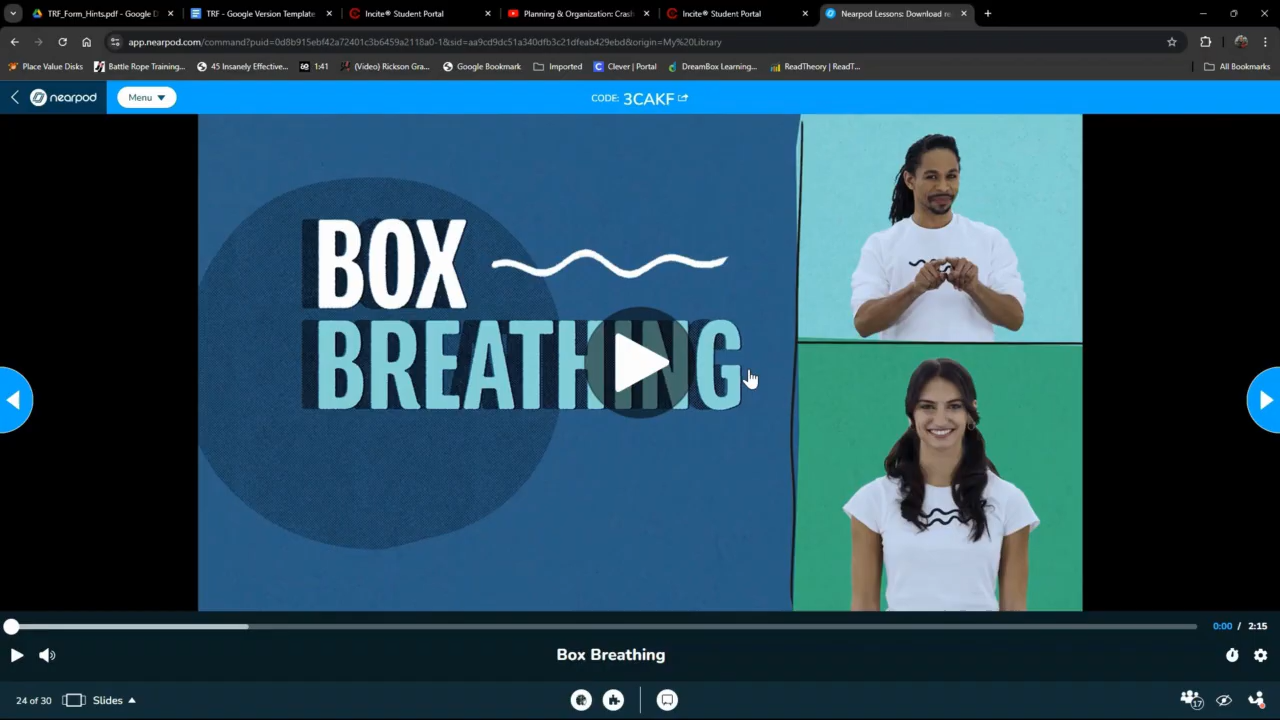 TRF_Form_Hints.pdf - Google D
TRF - Google Version Template
Incite® Student Portal
Planning & Organization: Crash
Incite® Student Portal
Nearpod Lessons: Download re
app.nearpod.com/command?puid=0d8b915ebf42a72401c3b6459a2118a0-1&sid=aa9cd9dc51a340dfb3c21dfeab429ebd&origin=My%20Library
Place Value Disks
Battle Rope Training...
45 Insanely Effective...
1:41
(Video) Rickson Gra...
Google Bookmark
Imported
Clever | Portal
DreamBox Learning...
ReadTheory | ReadT...
All Bookmarks
nearpod
Menu
CODE: 3CAKF
BOX
BREATHING
0:00 / 2:15
Box Breathing
24 of 30
Slides
17